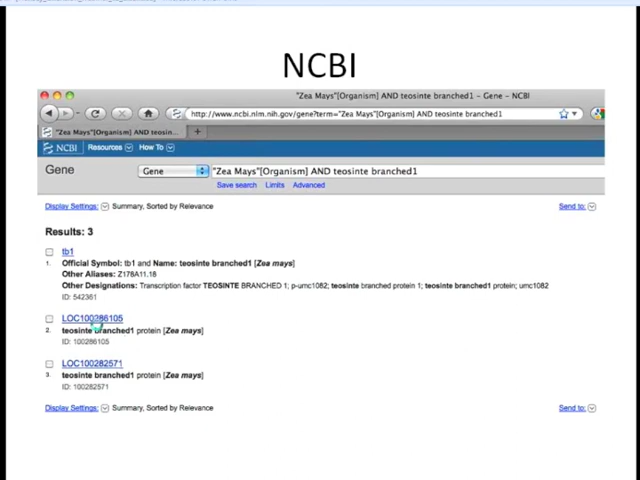 NCBI
"Zea Mays"[Organism] AND teosinte branched1 - Gene - NCBI
http://www.ncbi.nlm.nih.gov/gene?term="Zea Mays"[Organism] AND teosinte branched1
"Zea Mays"[Organism] AND teosin...
NCBI Resources How To
Gene Gene "Zea Mays"[Organism] AND teosinte branched1
Save search Limits Advanced
Display Settings: Summary, Sorted by Relevance Send to:
Results: 3
tb1
1. Official Symbol: tb1 and Name: teosinte branched1 [Zea mays]
Other Aliases: Z178A11.18
Other Designations: Transcription factor TEOSINTE BRANCHED 1; p-umc1082; teosinte branched protein 1; teosinte branched1 protein; umc1082
ID: 542361
LOC100286105
2. teosinte branched1 protein [Zea mays]
ID: 100286105
LOC100282571
3. teosinte branched1 protein [Zea mays]
ID: 100282571
Display Settings: Summary, Sorted by Relevance Send to: